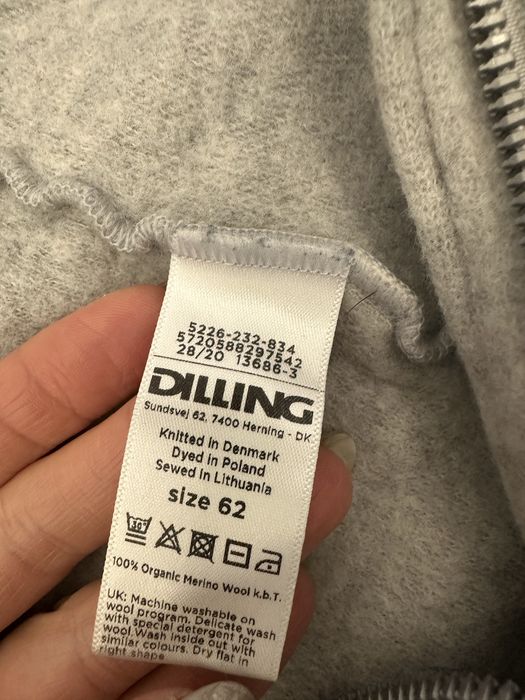 5226-232-834
5720588297542
28/20 13686-3
DILLING
Sundsvej 62. 7400 Herning - DK
Knitted in Denmark
Dyed in Poland
Sewed in Lithuania
size 62
30°
100% Organic Merino Wool k.b.T.
UK: Machine washable on
wool program. Delicate wash
with special detergent for
wool.Wash inside out with
similar colours. Dry flat in
right shape